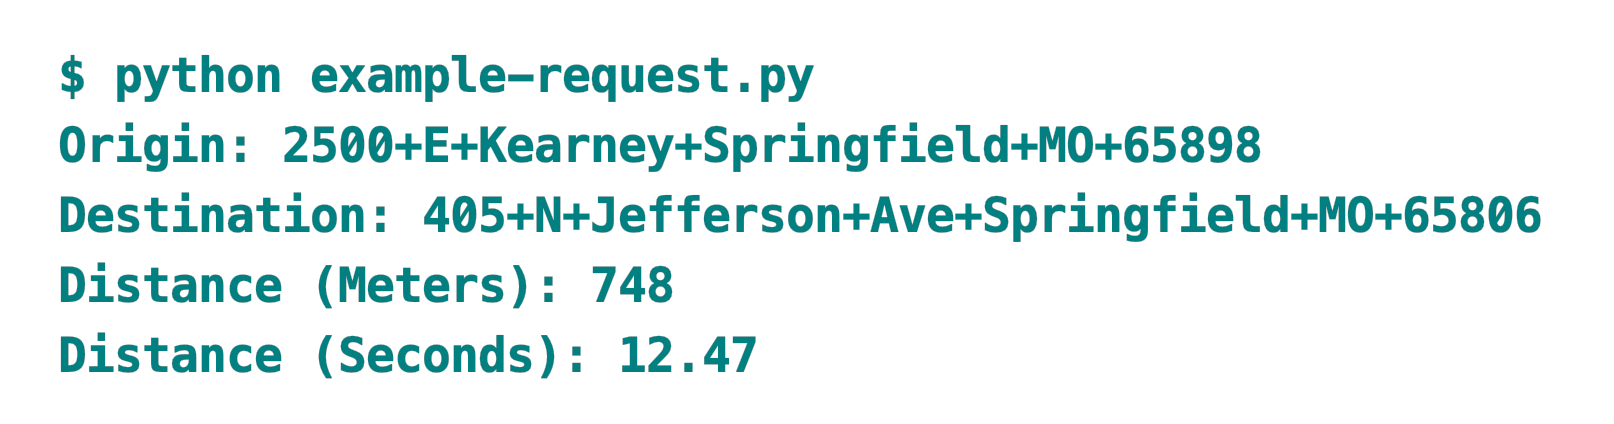 $ python example-request.py
Origin: 2500+E+Kearney+Springfield+MO+65898
Destination: 405+N+Jefferson+Ave+Springfield+MO+65806
Distance (Meters): 748
Distance (Seconds): 12.47